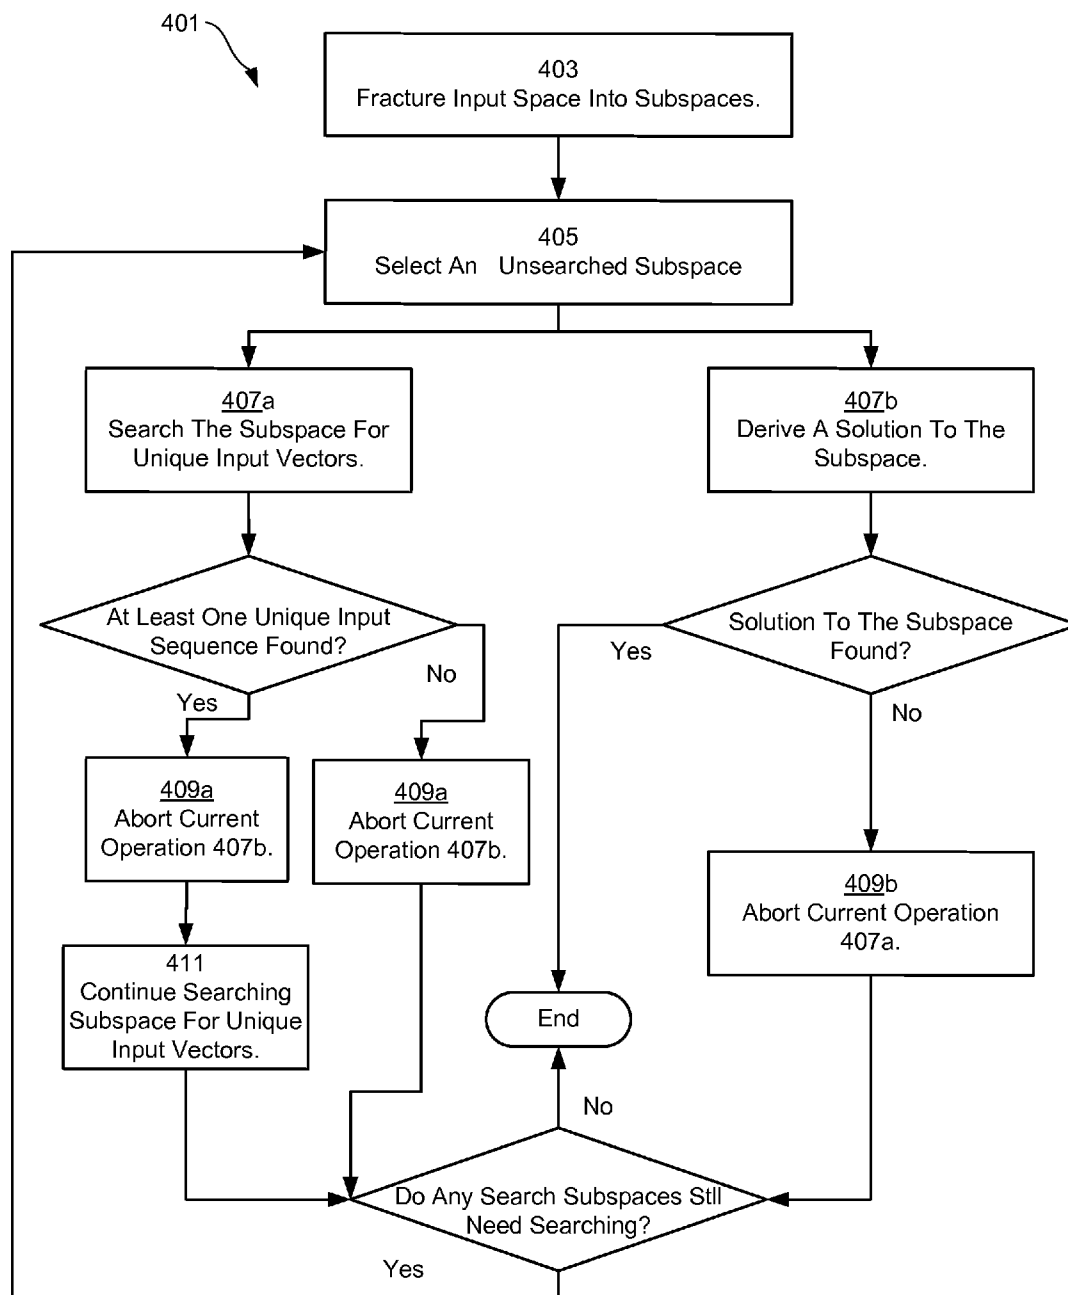 401
403
Fracture Input Space Into Subspaces.
405
Select An Unsearched Subspace
407a
Search The Subspace For
Unique Input Vectors.
407b
Derive A Solution To The
Subspace.
At Least One Unique Input
Sequence Found?
Solution To The Subspace
Found?
Yes
No
Yes
No
409a
Abort Current
Operation 407b.
409a
Abort Current
Operation 407b.
409b
Abort Current Operation
407a.
411
Continue Searching
Subspace For Unique
Input Vectors.
End
No
Do Any Search Subspaces Stll
Need Searching?
Yes